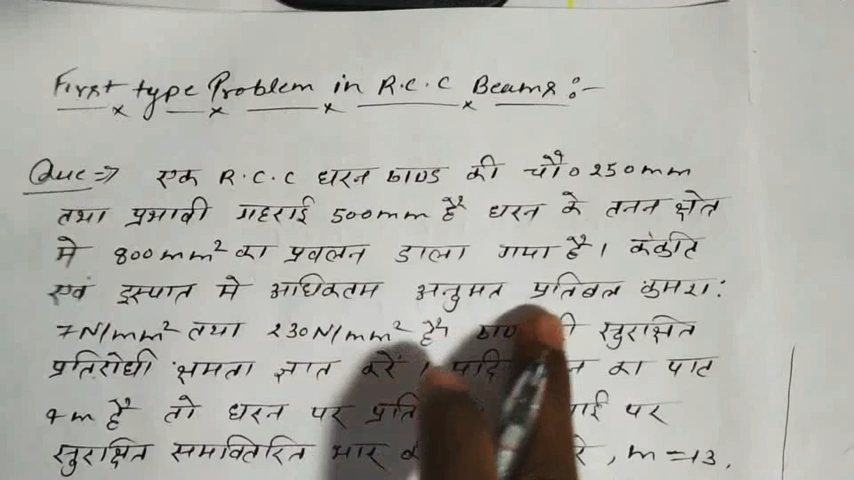 First type Problem in R.C.C Beams:-
Que⇒ एक R.C.C धरन काण्ड की चौ० 250mm
तथा प्रभावी गहराई 500mm है धरन के तनन क्षेत्र
मे 800mm² का प्रवलन डाला गया है। कंक्रीट
एवं इस्पात मे अधिकतम अनुमत प्रतिबल क्रमश:
7N/mm² तथा 230N/mm² है सुरक्षित
प्रतिरोधी क्षमता ज्ञात करें। यदि का पाट
4m है तो धरन पर पर
सुरक्षित समवितरित भार , m=13.